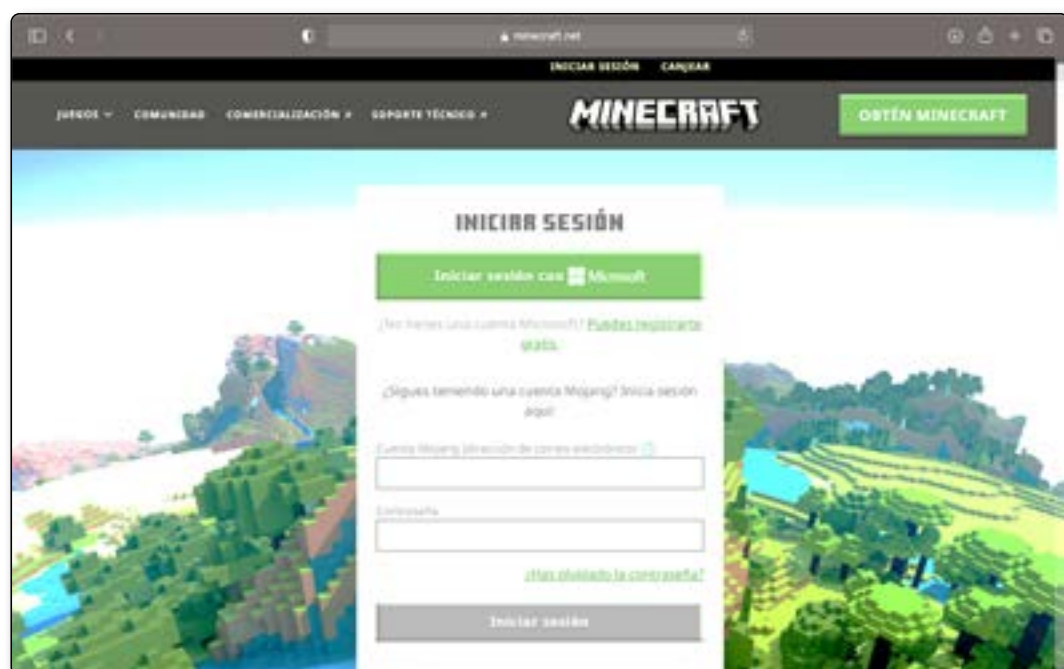 minecraft.net
INICIAR SESIÓN CANJEAR
JUEGOS COMUNIDAD COMERCIALIZACIÓN SOPORTE TÉCNICO MINECRAFT OBTÉN MINECRAFT
INICIAR SESIÓN
Iniciar sesión con Microsoft
¿No tienes una cuenta Microsoft? Puedes registrarte
gratis.
¿Sigues teniendo una cuenta Mojang? Inicia sesión
aquí:
Cuenta Mojang (dirección de correo electrónico)
Contraseña
¿Has olvidado la contraseña?
Iniciar sesión